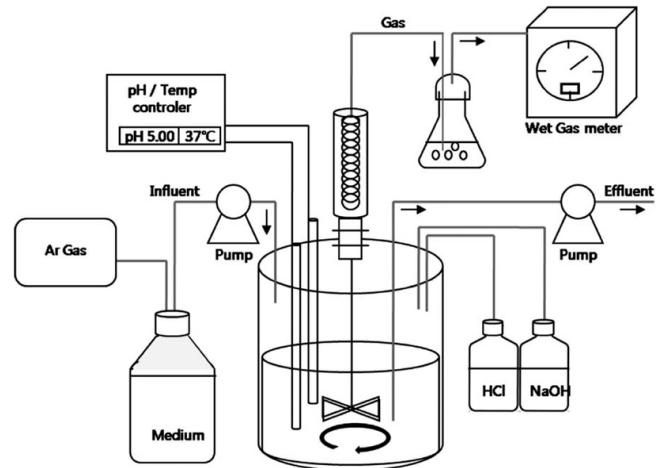 Gas
pH / Temp
controler
pH 5.00 37℃
Wet Gas meter
Influent
Effluent
Ar Gas
Pump
Pump
HCl NaOH
Medium